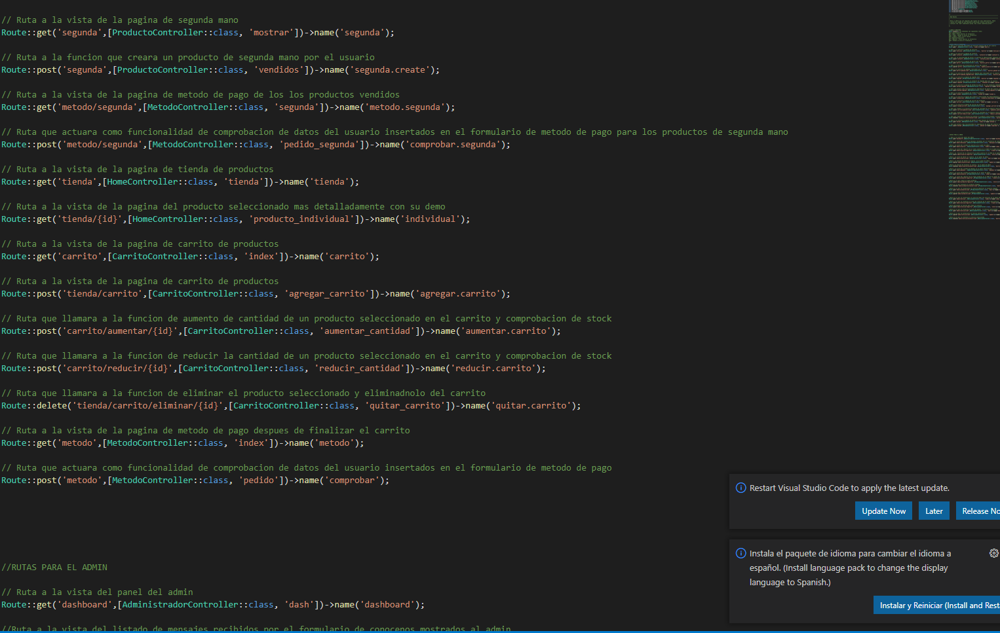 // Ruta a la vista de la pagina de segunda mano
Route::get('segunda',[ProductoController::class, 'mostrar'])->name('segunda');
// Ruta a la funcion que creara un producto de segunda mano por el usuario
Route::post('segunda',[ProductoController::class, 'vendidos'])->name('segunda.create');
// Ruta a la vista de la pagina de metodo de pago de los los productos vendidos
Route::get('metodo/segunda',[MetodoController::class, 'segunda'])->name('metodo.segunda');
// Ruta que actuara como funcionalidad de comprobacion de datos del usuario insertados en el formulario de metodo de pago para los productos de segunda mano
Route::post('metodo/segunda',[MetodoController::class, 'pedido_segunda'])->name('comprobar.segunda');
// Ruta a la vista de la pagina de tienda de productos
Route::get('tienda',[HomeController::class, 'tienda'])->name('tienda');
// Ruta a la vista de la pagina del producto seleccionado mas detalladamente con su demo
Route::get('tienda/{id}',[HomeController::class, 'producto_individual'])->name('individual');
// Ruta a la vista de la pagina de carrito de productos
Route::get('carrito',[CarritoController::class, 'index'])->name('carrito');
// Ruta a la vista de la pagina de carrito de productos
Route::post('tienda/carrito',[CarritoController::class, 'agregar_carrito'])->name('agregar.carrito');
// Ruta que llamara a la funcion de aumento de cantidad de un producto seleccionado en el carrito y comprobacion de stock
Route::post('carrito/aumentar/{id}',[CarritoController::class, 'aumentar_cantidad'])->name('aumentar.carrito');
// Ruta que llamara a la funcion de reducir la cantidad de un producto seleccionado en el carrito y comprobacion de stock
Route::post('carrito/reducir/{id}',[CarritoController::class, 'reducir_cantidad'])->name('reducir.carrito');
// Ruta que llamara a la funcion de eliminar el producto seleccionado y eliminadnolo del carrito
Route::delete('tienda/carrito/eliminar/{id}',[CarritoController::class, 'quitar_carrito'])->name('quitar.carrito');
// Ruta a la vista de la pagina de metodo de pago despues de finalizar el carrito
Route::get('metodo',[MetodoController::class, 'index'])->name('metodo');
// Ruta que actuara como funcionalidad de comprobacion de datos del usuario insertados en el formulario de metodo de pago
Route::post('metodo',[MetodoController::class, 'pedido'])->name('comprobar');
//RUTAS PARA EL ADMIN
// Ruta a la vista del panel del admin
Route::get('dashboard',[AdministradorController::class, 'dash'])->name('dashboard');
//Ruta a la vista del listado de mensajes recibidos por el formulario de conocenos mostrados al admin
Restart Visual Studio Code to apply the latest update.
Update Now
Later
Release No
Instala el paquete de idioma para cambiar el idioma a
español. (Install language pack to change the display
language to Spanish.)
Instalar y Reiniciar (Install and Rest